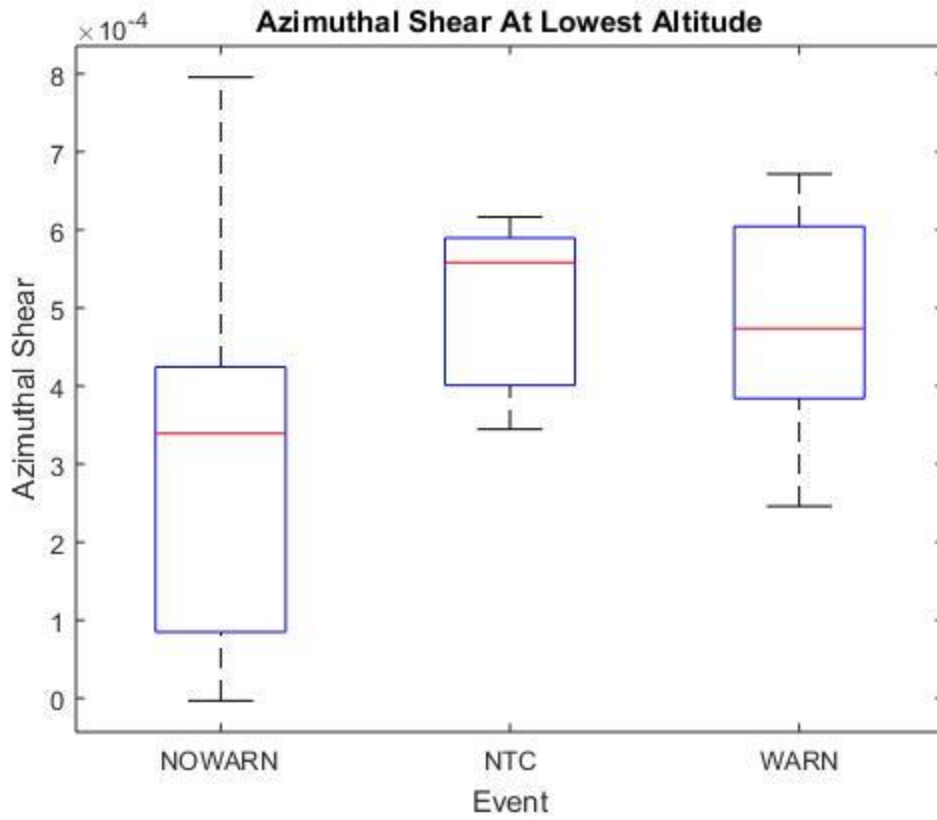 Azimuthal Shear At Lowest Altitude
×10⁻⁴
8
7
6
5
4
3
2
1
0
Azimuthal Shear
NOWARN NTC WARN
Event